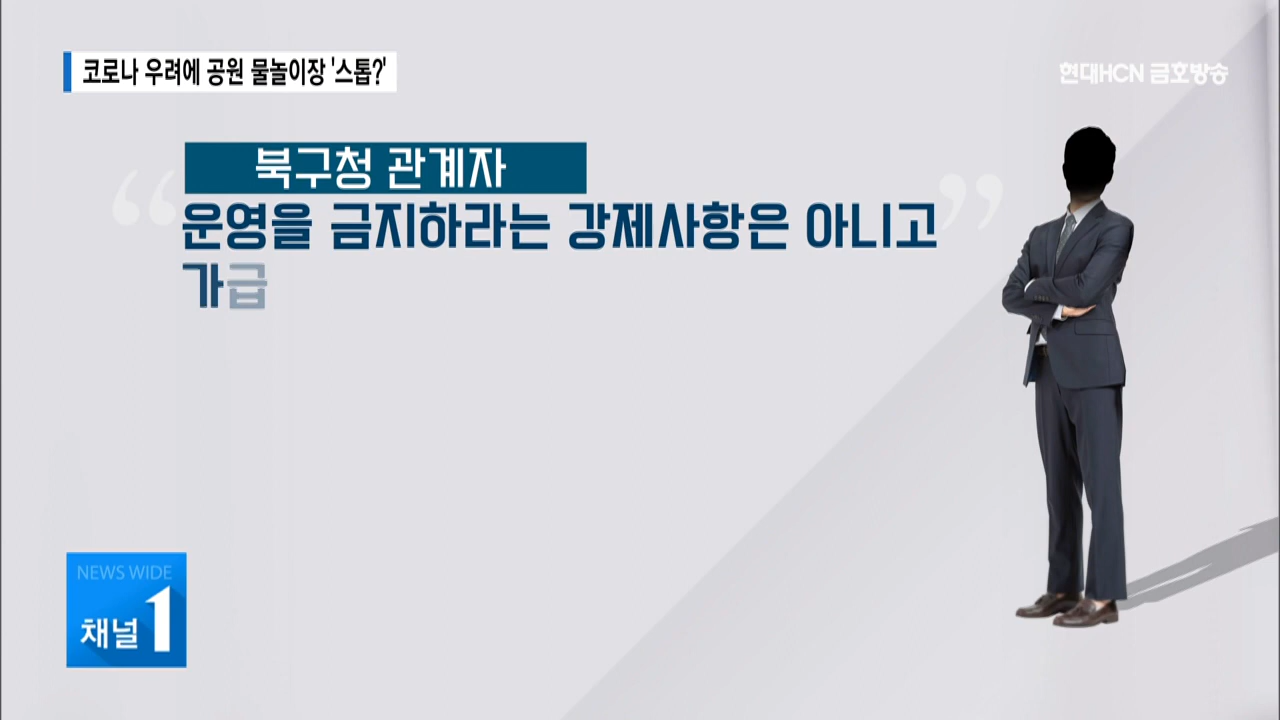 코로나 우려에 공원 물놀이장 '스톱?'
현대HCN 금호방송
북구청 관계자
“운영을 금지하라는 강제사항은 아니고”
가급
NEWS WIDE
채널1